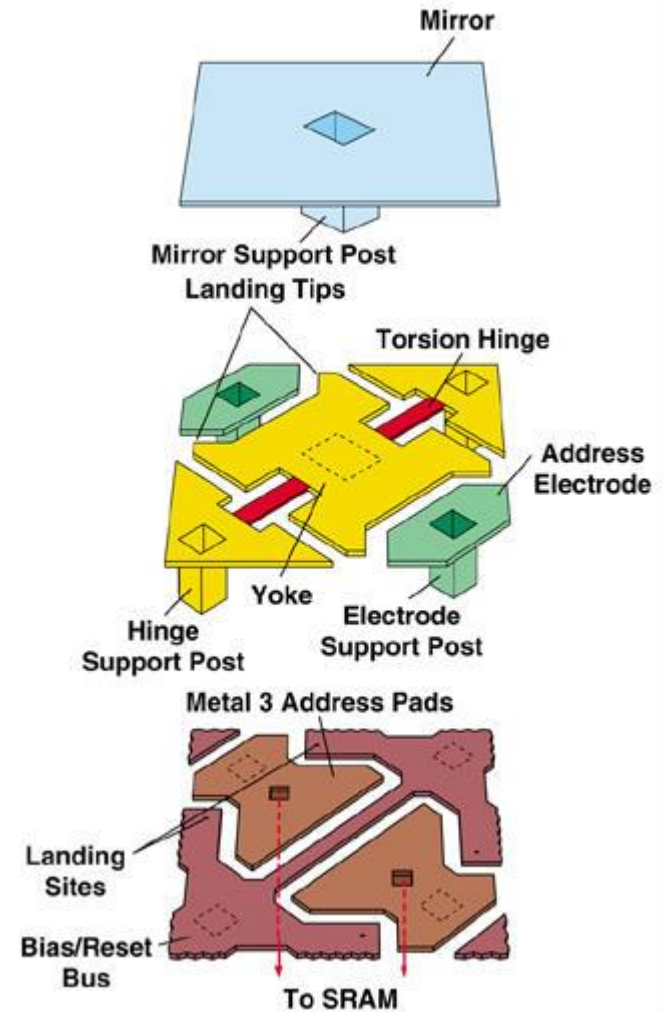 Mirror
Mirror Support Post
Landing Tips
Torsion Hinge
Address
Electrode
Yoke
Hinge
Support Post
Electrode
Support Post
Metal 3 Address Pads
Landing
Sites
Bias/Reset
Bus
To SRAM